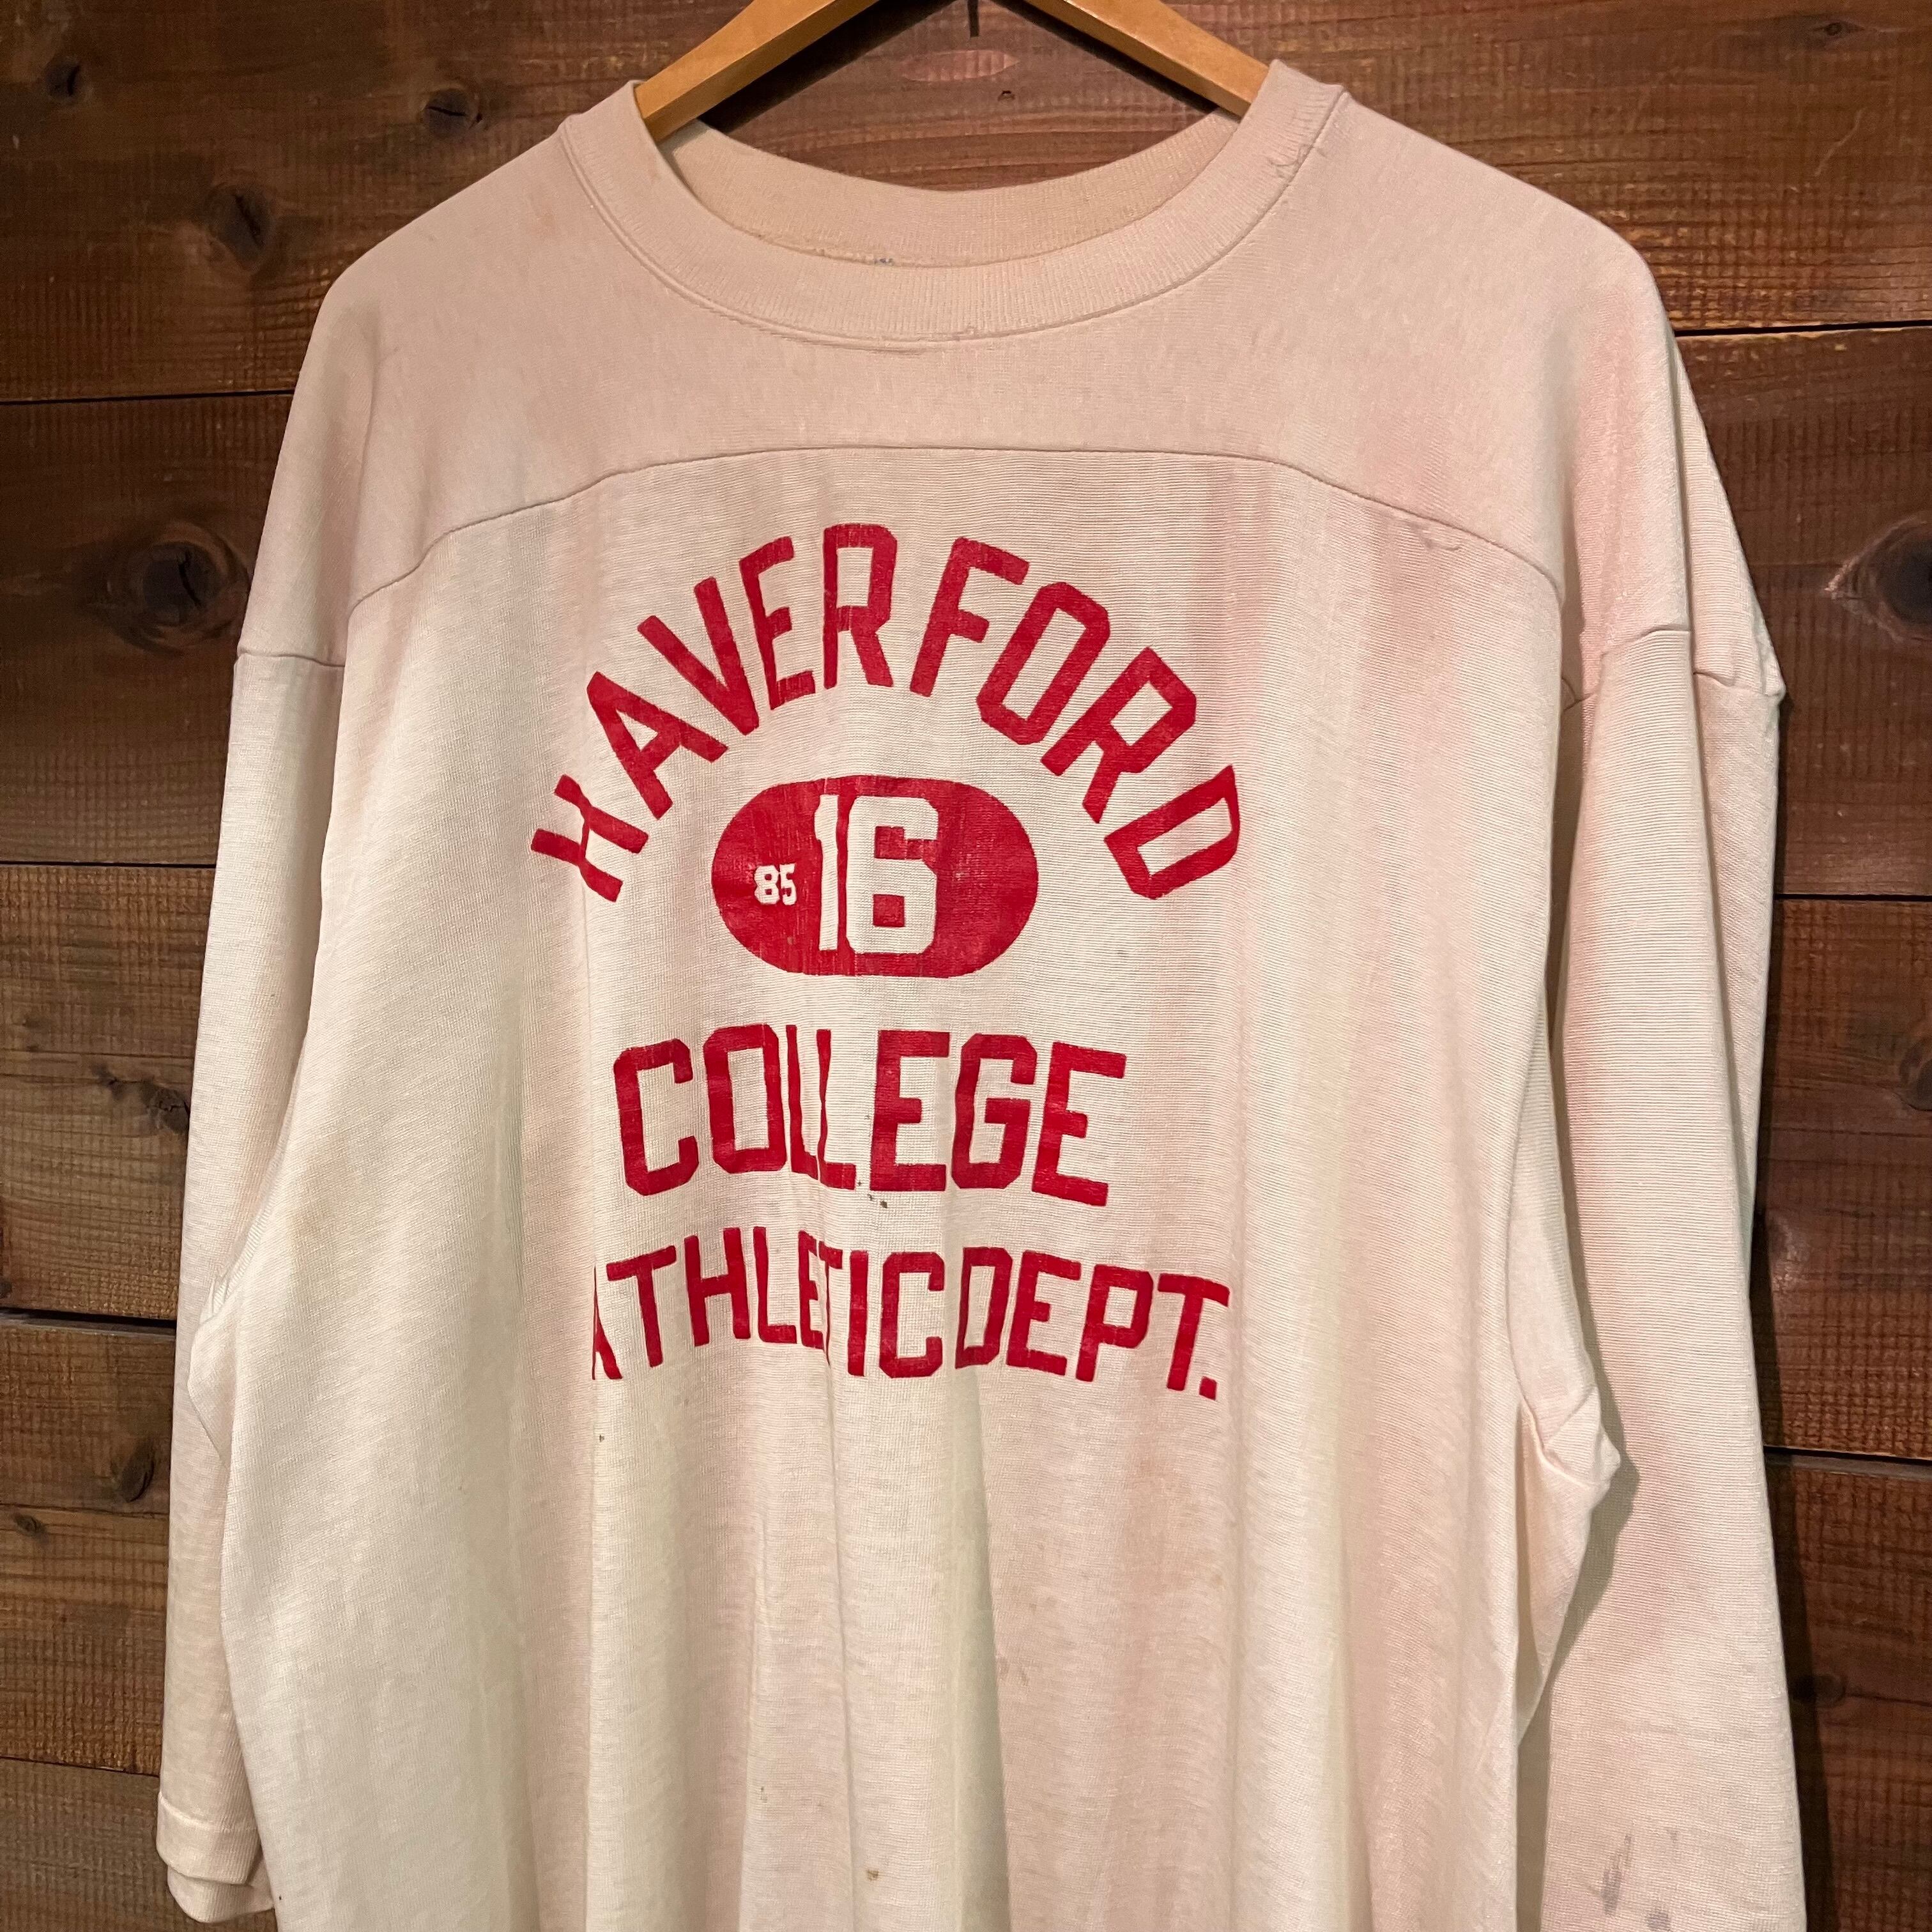 HAVERFORD
85 16
COLLEGE
ATHLETIC DEPT.